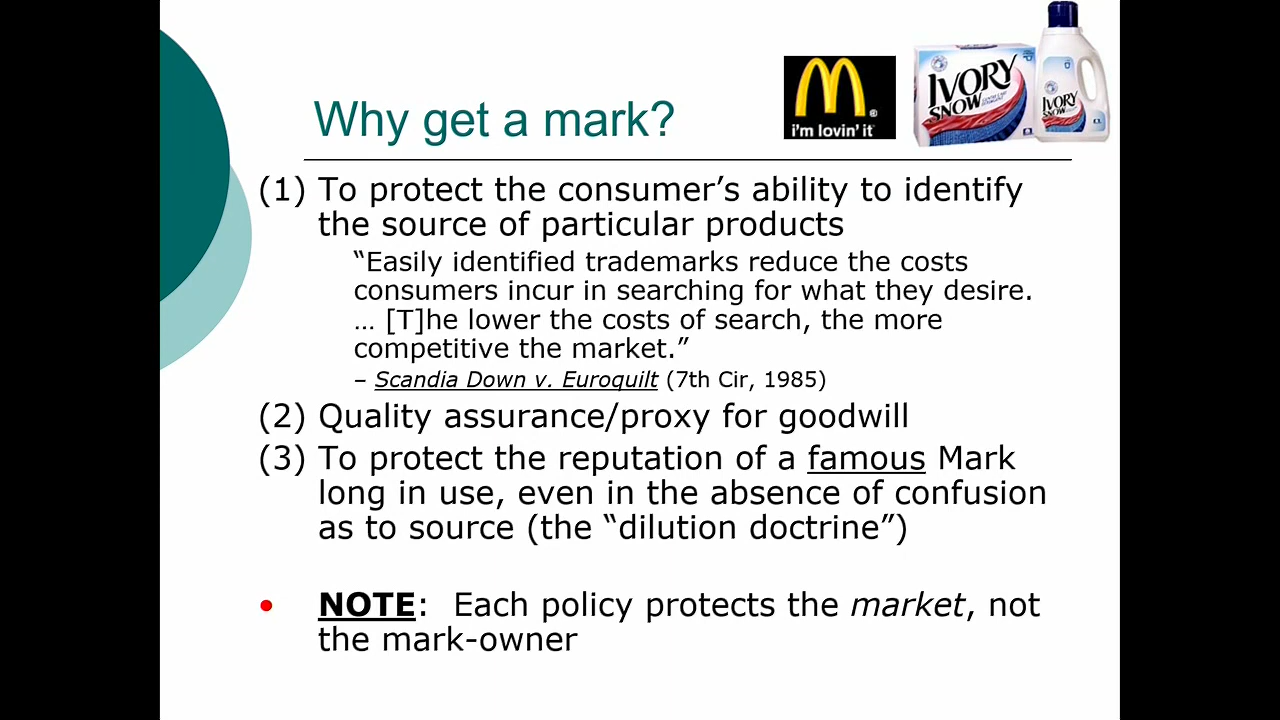 Why get a mark?
M
®
i'm lovin' it
IVORY
SNOW
IVORY
SNOW
(1) To protect the consumer’s ability to identify
the source of particular products
“Easily identified trademarks reduce the costs
consumers incur in searching for what they desire.
… [T]he lower the costs of search, the more
competitive the market.”
– Scandia Down v. Euroquilt (7th Cir, 1985)
(2) Quality assurance/proxy for goodwill
(3) To protect the reputation of a famous Mark
long in use, even in the absence of confusion
as to source (the “dilution doctrine”)
• NOTE: Each policy protects the market, not
the mark-owner